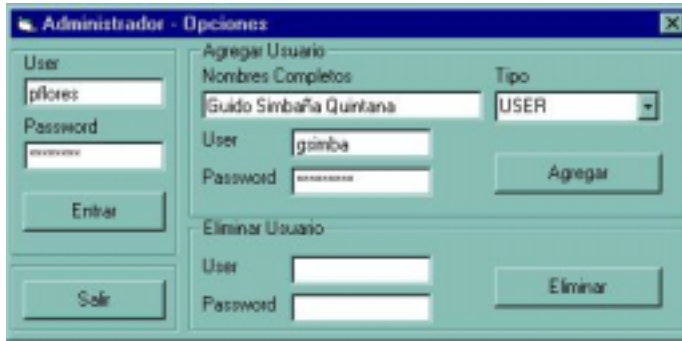 Administrador - Opciones
User
pflores
Password
********
Entrar
Salir
Agregar Usuario
Nombres Completos
Tipo
Guido Simbaña Quintana
USER
User
gsimba
Password
*********
Agregar
Eliminar Usuario
User
Password
Eliminar